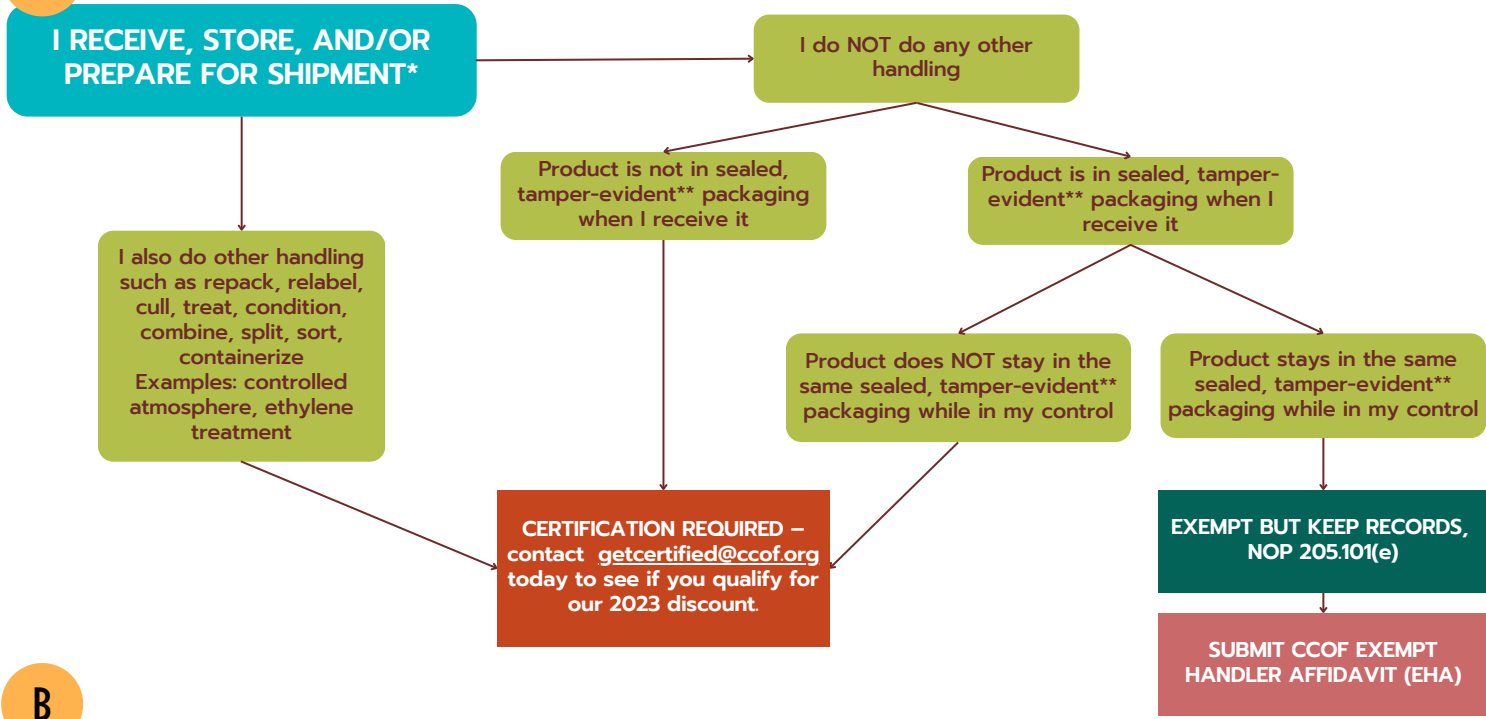 I RECEIVE, STORE, AND/OR
PREPARE FOR SHIPMENT*
I do NOT do any other
handling
Product is not in sealed,
tamper-evident** packaging
when I receive it
Product is in sealed, tamper-
evident** packaging when I
receive it
I also do other handling
such as repack, relabel,
cull, treat, condition,
combine, split, sort,
containerize
Examples: controlled
atmosphere, ethylene
treatment
Product does NOT stay in the
same sealed, tamper-evident**
packaging while in my control
Product stays in the same
sealed, tamper-evident**
packaging while in my control
CERTIFICATION REQUIRED –
contact getcertified@ccof.org
today to see if you qualify for
our 2023 discount.
EXEMPT BUT KEEP RECORDS,
NOP 205.101(e)
SUBMIT CCOF EXEMPT
HANDLER AFFIDAVIT (EHA)
B